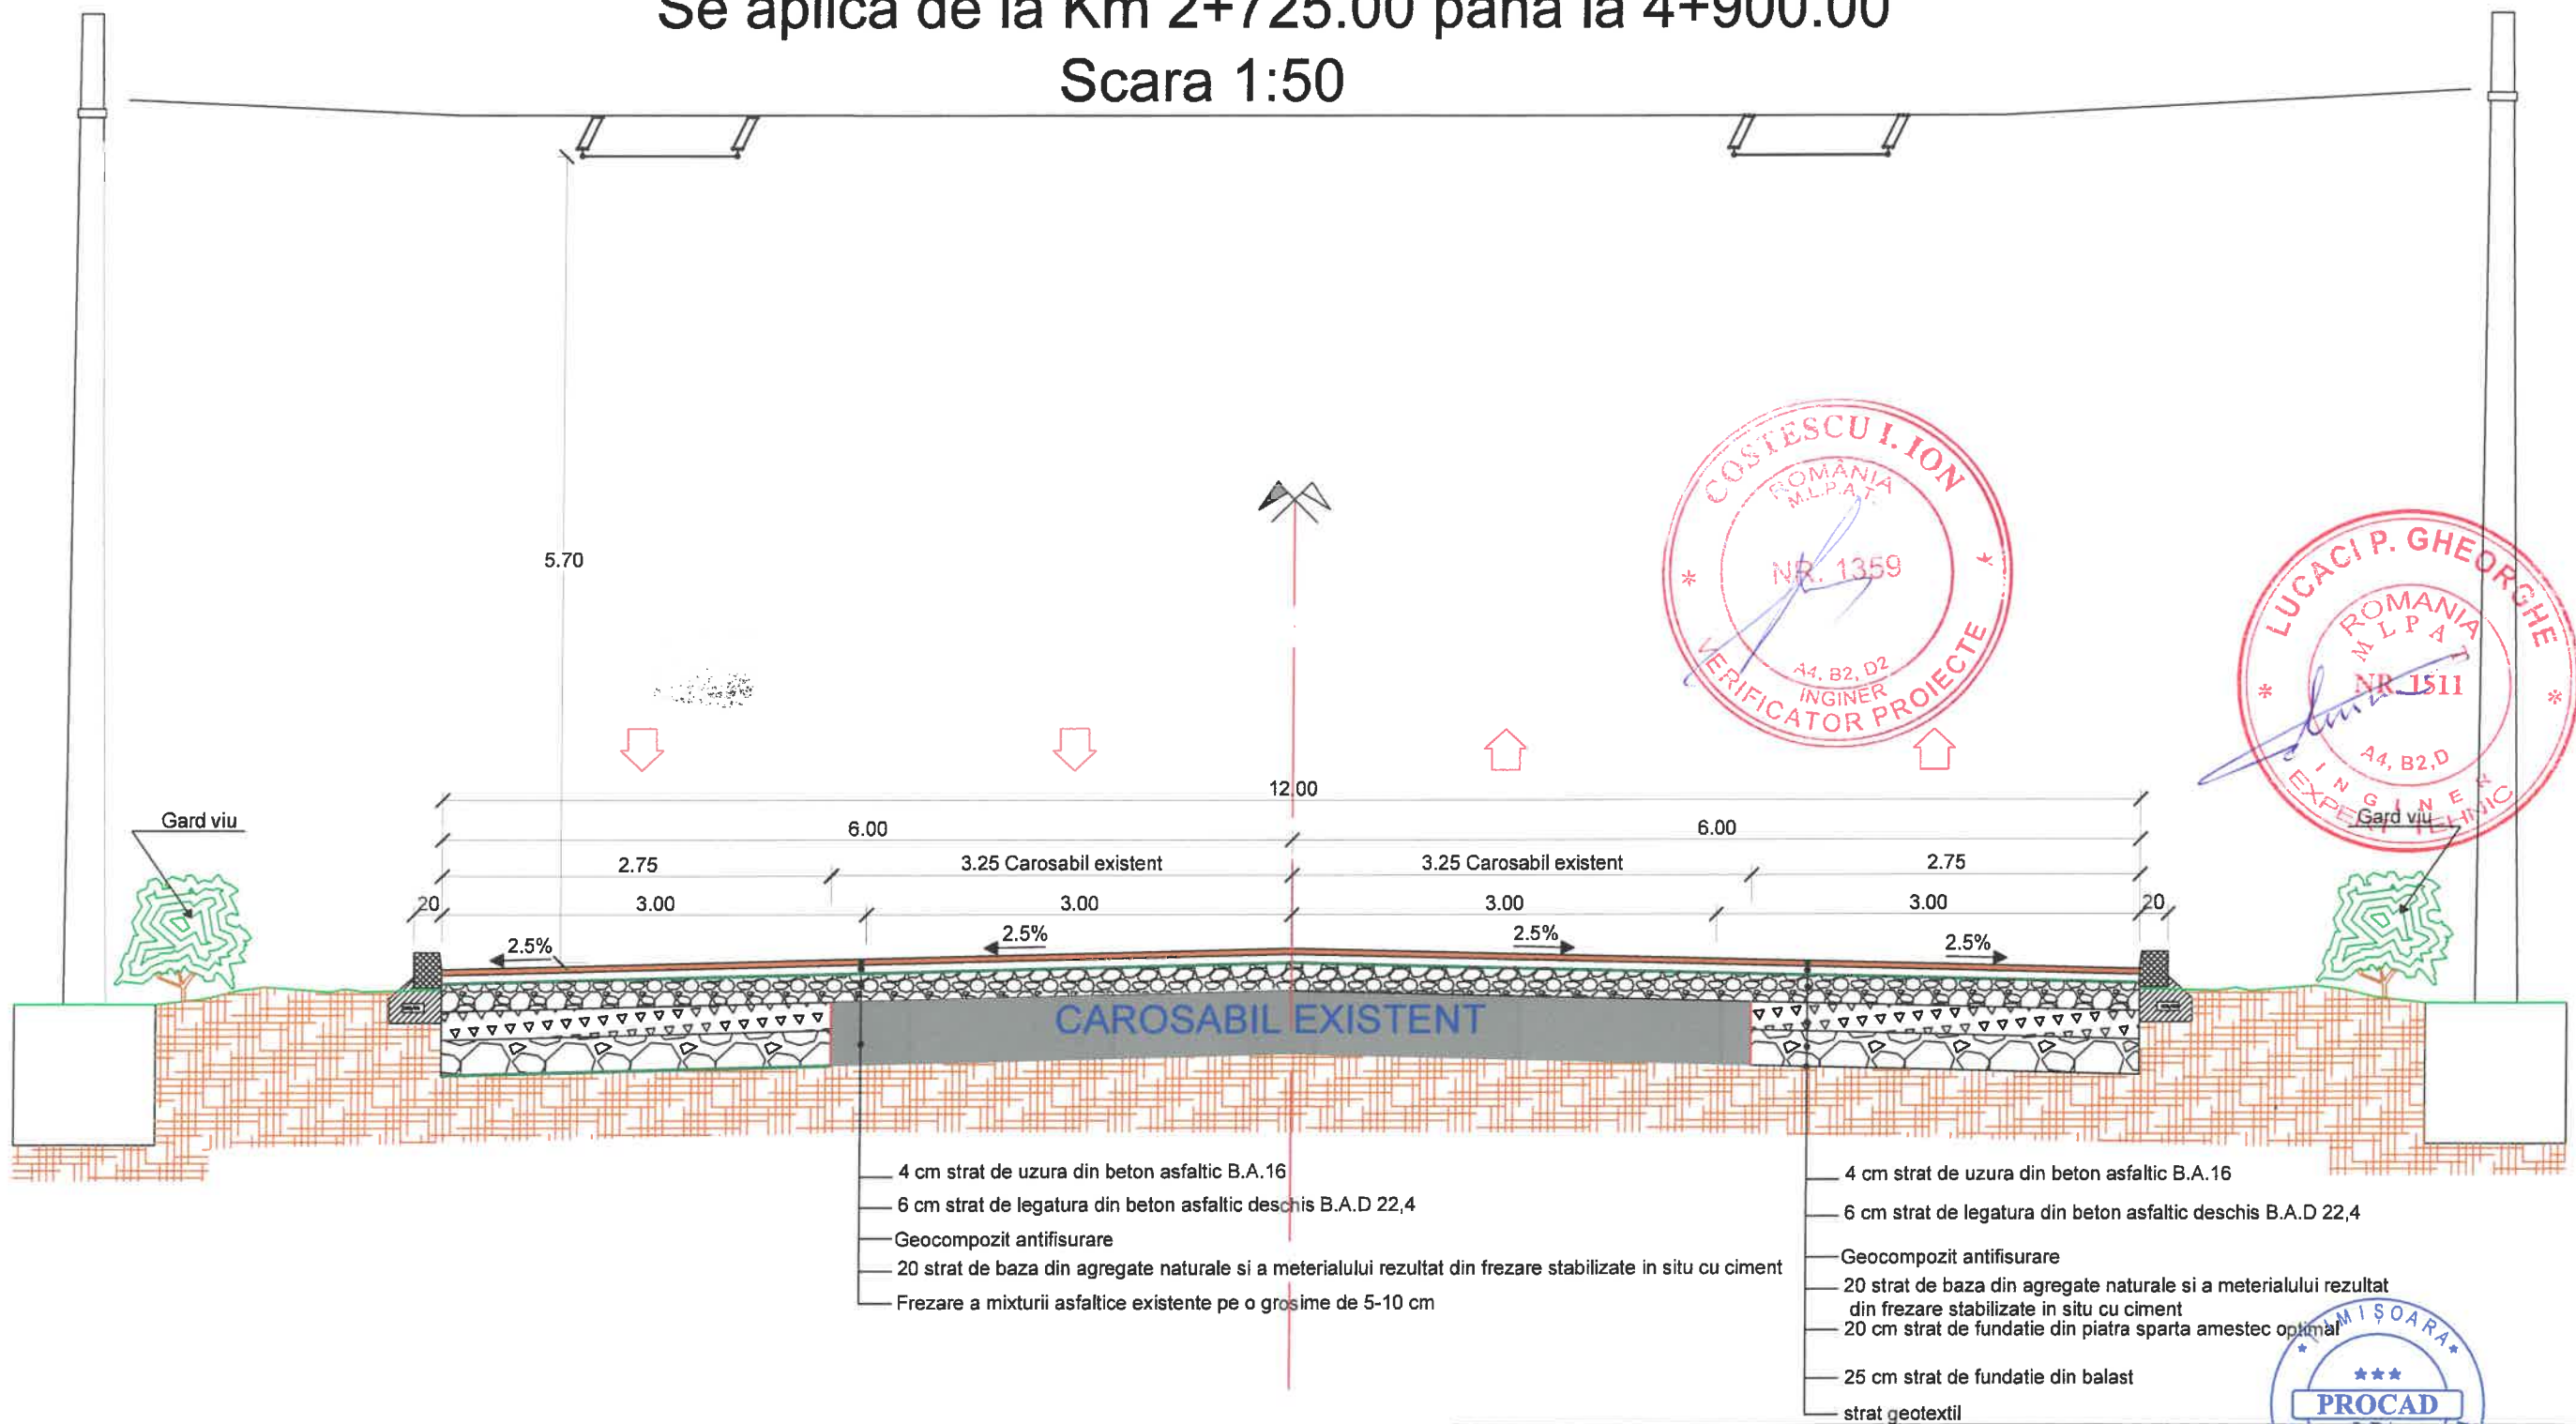 Se aplica de la Km 2+725.00 pana la 4+900.00
Scara 1:50
5.70
COSTESCU I. ION
ROMÂNIA
M.L.P.A.T.
NR. 1359
A4, B2, D2
INGINER
VERIFICATOR PROIECTE
LUCACI P. GHEORGHE
ROMANIA
M L P A T
NR. 1511
A4, B2, D
INGINER
EXPERT TEHNIC
12.00
Gard viu
Gard viu
6.00
6.00
2.75
3.25 Carosabil existent
3.25 Carosabil existent
2.75
20
3.00
3.00
3.00
3.00
20
2.5%
2.5%
2.5%
2.5%
CAROSABIL EXISTENT
4 cm strat de uzura din beton asfaltic B.A.16
6 cm strat de legatura din beton asfaltic deschis B.A.D 22,4
Geocompozit antifisurare
20 strat de baza din agregate naturale si a meterialului rezultat din frezare stabilizate in situ cu ciment
Frezare a mixturii asfaltice existente pe o grosime de 5-10 cm
4 cm strat de uzura din beton asfaltic B.A.16
6 cm strat de legatura din beton asfaltic deschis B.A.D 22,4
Geocompozit antifisurare
20 strat de baza din agregate naturale si a meterialului rezultat
din frezare stabilizate in situ cu ciment
20 cm strat de fundatie din piatra sparta amestec optimal
25 cm strat de fundatie din balast
strat geotextil
TIMIȘOARA
PROCAD